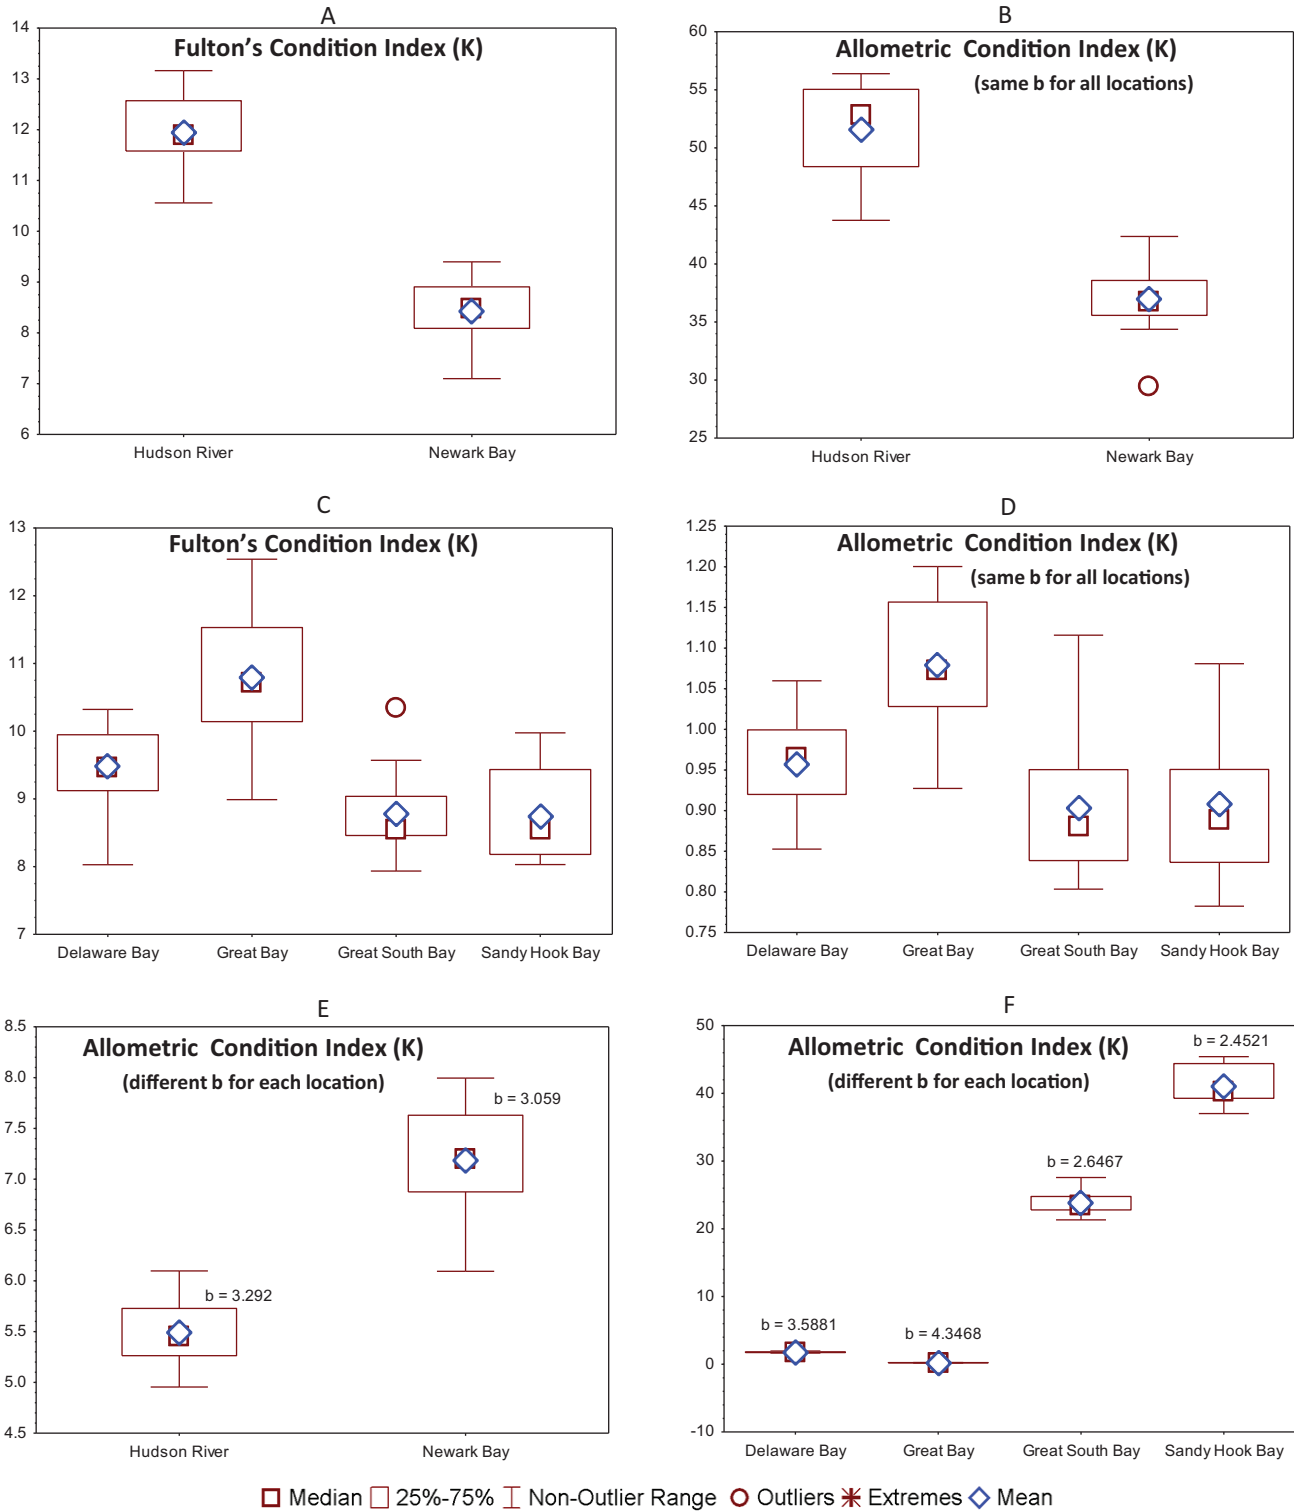 A
Fulton's Condition Index (K)
14
13
12
11
10
9
8
7
6
Hudson River Newark Bay
B
Allometric Condition Index (K)
(same b for all locations)
60
55
50
45
40
35
30
25
Hudson River Newark Bay
C
Fulton's Condition Index (K)
13
12
11
10
9
8
7
Delaware Bay Great Bay Great South Bay Sandy Hook Bay
D
Allometric Condition Index (K)
(same b for all locations)
1.25
1.20
1.15
1.10
1.05
1.00
0.95
0.90
0.85
0.80
0.75
Delaware Bay Great Bay Great South Bay Sandy Hook Bay
E
Allometric Condition Index (K)
(different b for each location)
8.5
8.0
7.5
7.0
6.5
6.0
5.5
5.0
4.5
b = 3.059
b = 3.292
Hudson River Newark Bay
F
Allometric Condition Index (K)
(different b for each location)
50
40
30
20
10
0
-10
b = 2.4521
b = 2.6467
b = 3.5881
b = 4.3468
Delaware Bay Great Bay Great South Bay Sandy Hook Bay
Median 25%-75% Non-Outlier Range Outliers Extremes Mean